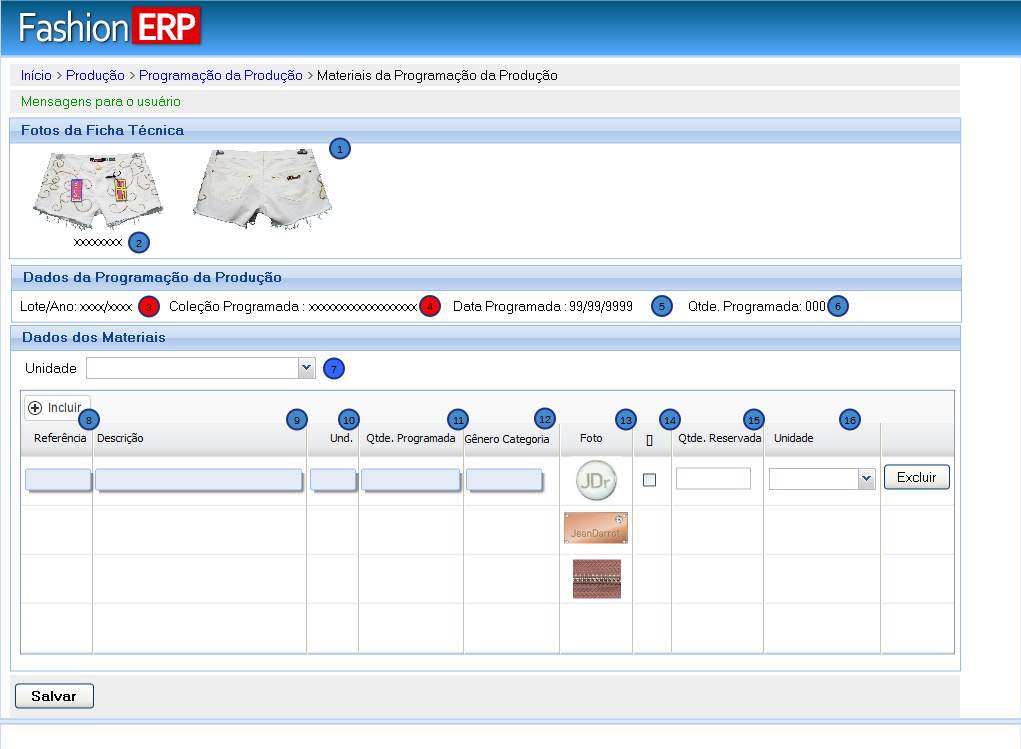 Fashion ERP
Início > Produção > Programação da Produção > Materiais da Programação da Produção
Mensagens para o usuário
Fotos da Ficha Técnica
1
xxxxxxxx 2
Dados da Programação da Produção
Lote/Ano: xxxx/xxxx 3 Coleção Programada : xxxxxxxxxxxxxxxxxx 4 Data Programada : 99/99/9999 5 Qtde. Programada: 000 6
Dados dos Materiais
Unidade 7
Incluir
8 9 10 11 12 13 14 15 16
Referência Descrição Und. Qtde. Programada Gênero Categoria Foto [] Qtde. Reservada Unidade
JDr Excluir
JeanDarrot
Salvar